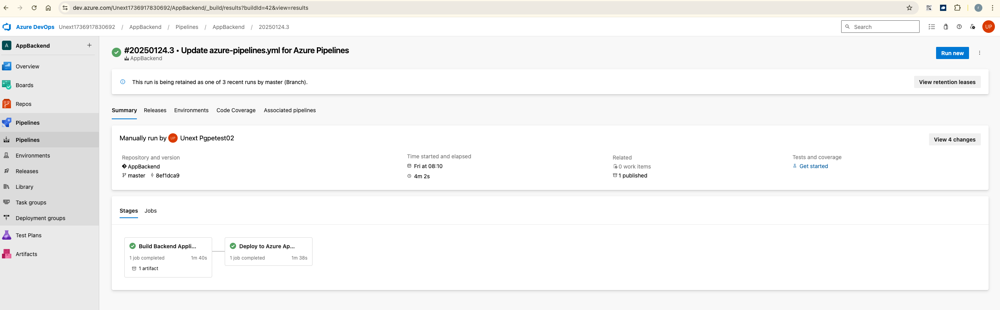 dev.azure.com/Unext1736917830692/AppBackend/_build/results?buildId=42&view=results
r
Azure DevOps Unext1736917830692 / AppBackend / Pipelines / AppBackend / 20250124.3
Search
UP
A AppBackend +
Overview
Boards
Repos
Pipelines
Pipelines
Environments
Releases
Library
Task groups
Deployment groups
Test Plans
Artifacts
#20250124.3 • Update azure-pipelines.yml for Azure Pipelines
AppBackend
Run new
This run is being retained as one of 3 recent runs by master (Branch).
View retention leases
Summary Releases Environments Code Coverage Associated pipelines
Manually run by UP Unext Pgpetest02
View 4 changes
Repository and version
AppBackend
master 8ef1dca9
Time started and elapsed
Fri at 08:10
4m 2s
Related
0 work items
1 published
Tests and coverage
Get started
Stages Jobs
Build Backend Appli...
1 job completed 1m 40s
1 artifact
Deploy to Azure Ap...
1 job completed 1m 38s